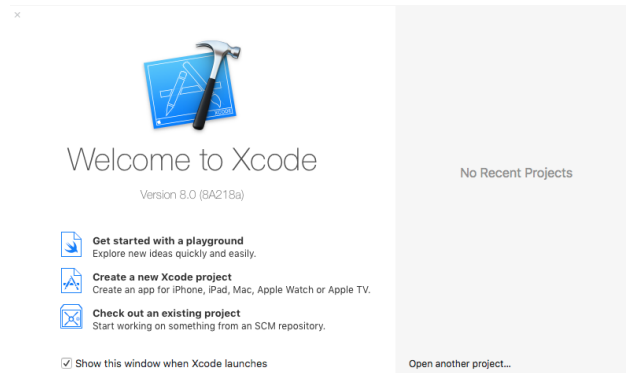 Welcome to Xcode
Version 8.0 (8A218a)
Get started with a playground
Explore new ideas quickly and easily.
Create a new Xcode project
Create an app for iPhone, iPad, Mac, Apple Watch or Apple TV.
Check out an existing project
Start working on something from an SCM repository.
Show this window when Xcode launches
No Recent Projects
Open another project...